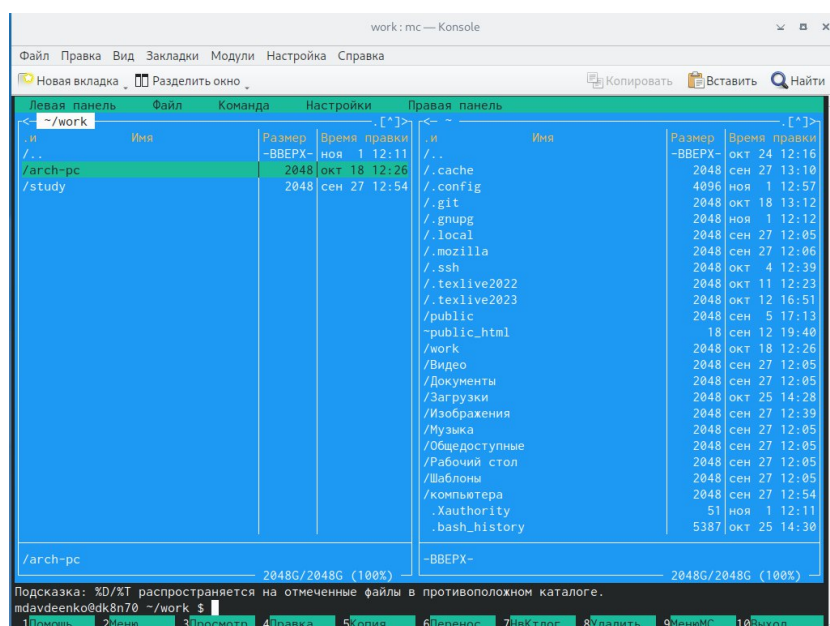 work : mc — Konsole
Файл Правка Вид Закладки Модули Настройка Справка
Новая вкладка Разделить окно Копировать Вставить Найти
Левая панель Файл Команда Настройки Правая панель
<— ~/work .[^]>
.и Имя Размер Время правки
/.. -ВВЕРХ- ноя 1 12:11
/arch-pc 2048 окт 18 12:26
/study 2048 сен 27 12:54
/arch-pc
2048G/2048G (100%)
<— ~ .[^]>
.и Имя Размер Время правки
/.. -ВВЕРХ- окт 24 12:16
/.cache 2048 сен 27 13:10
/.config 4096 ноя 1 12:57
/.git 2048 окт 18 13:12
/.gnupg 2048 ноя 1 12:12
/.local 2048 сен 27 12:05
/.mozilla 2048 сен 27 12:06
/.ssh 2048 окт 4 12:39
/.texlive2022 2048 окт 11 12:23
/.texlive2023 2048 окт 12 16:51
/public 2048 сен 5 17:13
~public_html 18 сен 12 19:40
/work 2048 окт 18 12:26
/Видео 2048 сен 27 12:05
/Документы 2048 сен 27 12:05
/Загрузки 2048 окт 25 14:28
/Изображения 2048 сен 27 12:39
/Музыка 2048 сен 27 12:05
/Общедоступные 2048 сен 27 12:05
/Рабочий стол 2048 сен 27 12:05
/Шаблоны 2048 сен 27 12:05
/компьютера 2048 сен 27 12:54
.Xauthority 51 ноя 1 12:11
.bash_history 5387 окт 25 14:30
-ВВЕРХ-
2048G/2048G (100%)
Подсказка: %D/%T распространяется на отмеченные файлы в противоположном каталоге.
mdavdeenko@dk8n70 ~/work $
1Помощь 2Меню 3Просмотр 4Правка 5Копия 6Перенос 7НвКтлог 8Удалить 9МенюMC 10Выход